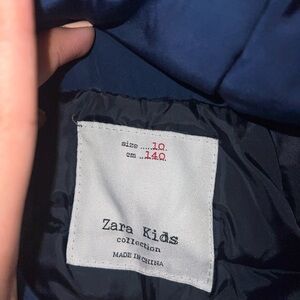 size .....10
cm ....140
Zara Kids
collection
MADE IN CHINA